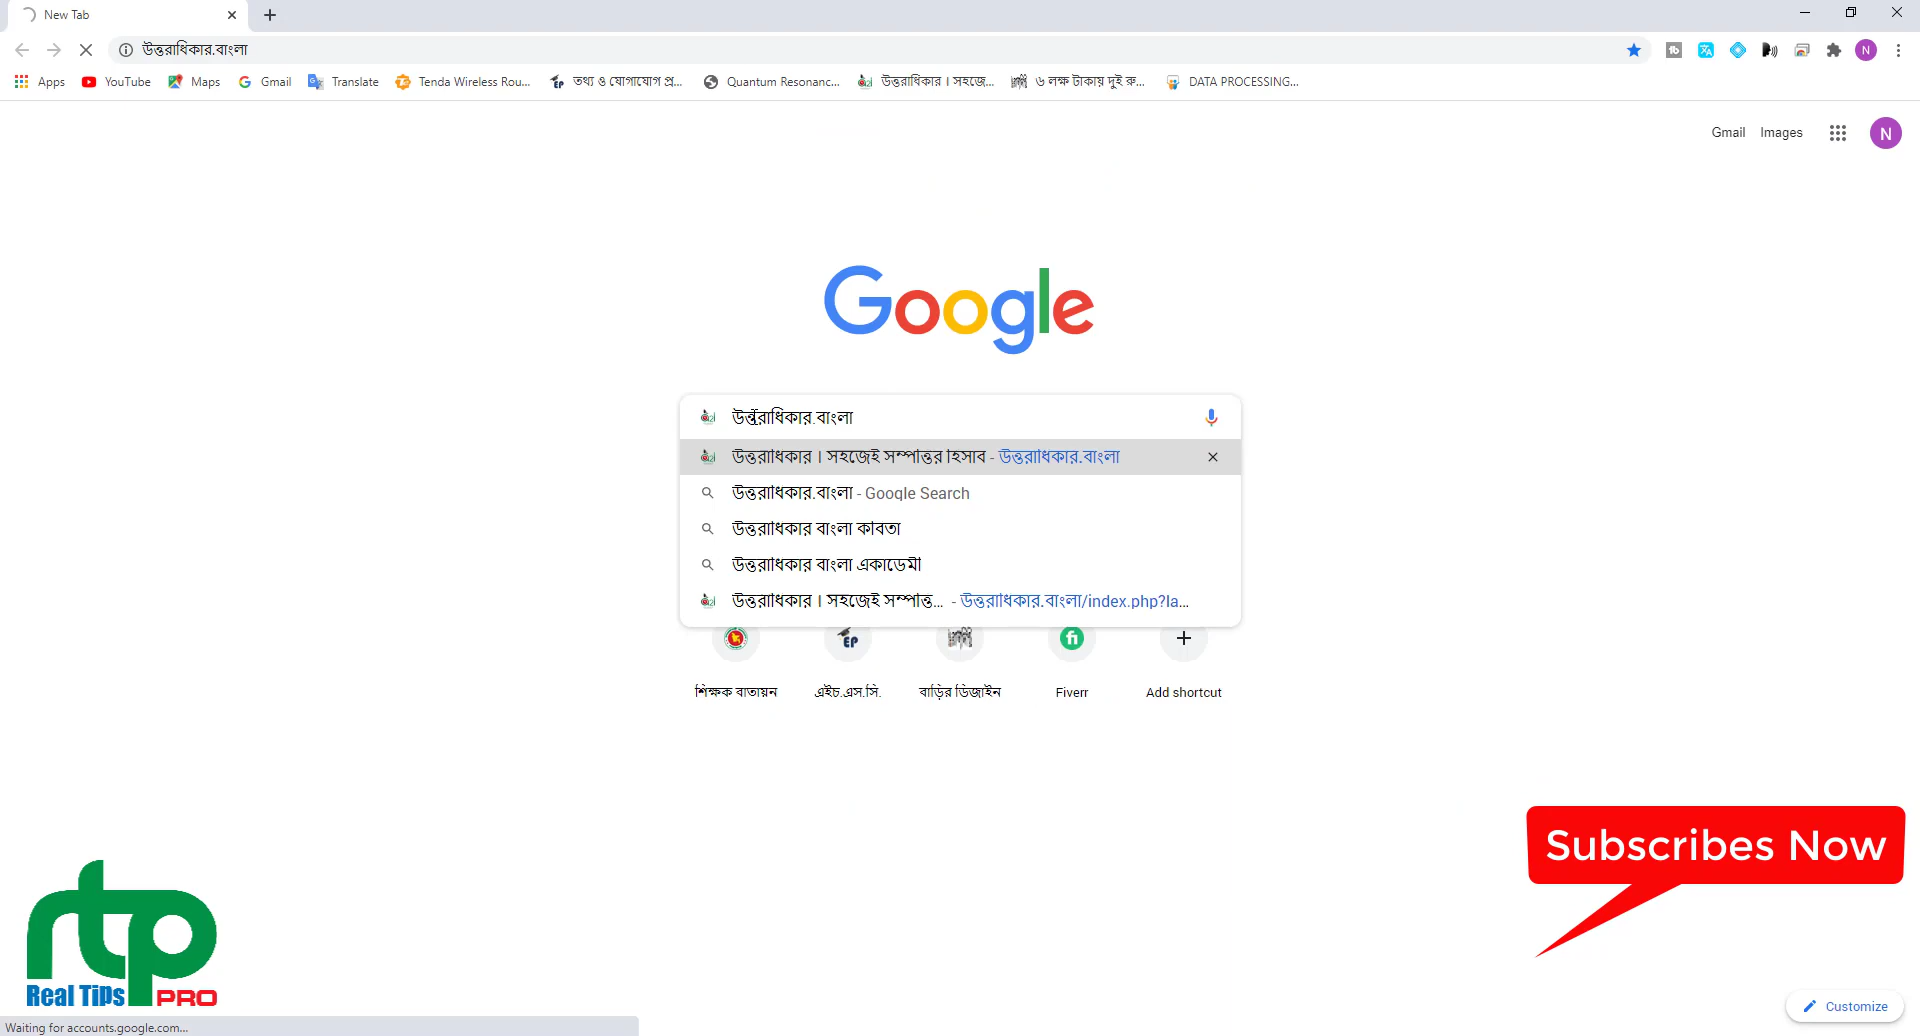 New Tab
উত্তরাধিকার.বাংলা
Apps YouTube Maps Gmail Translate Tenda Wireless Rou... তথ্য ও যোগাযোগ প্র... Quantum Resonanc... উত্তরাধিকার । সহজে... ৬ লক্ষ টাকায় দুই রু... DATA PROCESSING...
Gmail Images N
Google
উত্তরাধিকার.বাংলা
উত্তরাধিকার । সহজেই সম্পত্তির হিসাব - উত্তরাধিকার.বাংলা
উত্তরাধিকার.বাংলা - Google Search
উত্তরাধিকার বাংলা কবিতা
উত্তরাধিকার বাংলা একাডেমী
উত্তরাধিকার । সহজেই সম্পত্তি... - উত্তরাধিকার.বাংলা/index.php?la...
শিক্ষক বাতায়ন এইচ.এস.সি. বাড়ির ডিজাইন Fiverr Add shortcut
Subscribes Now
rtp
Real Tips PRO
Customize
Waiting for accounts.google.com...